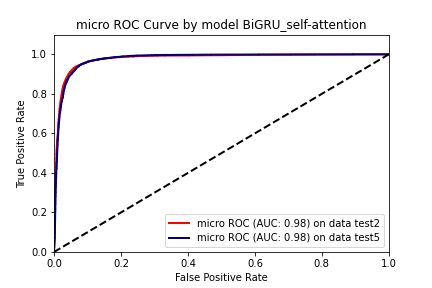 micro ROC Curve by model BiGRU_self-attention
True Positive Rate
1.0
0.8
0.6
0.4
0.2
0.0
micro ROC (AUC: 0.98) on data test2
micro ROC (AUC: 0.98) on data test5
0.0 0.2 0.4 0.6 0.8 1.0
False Positive Rate